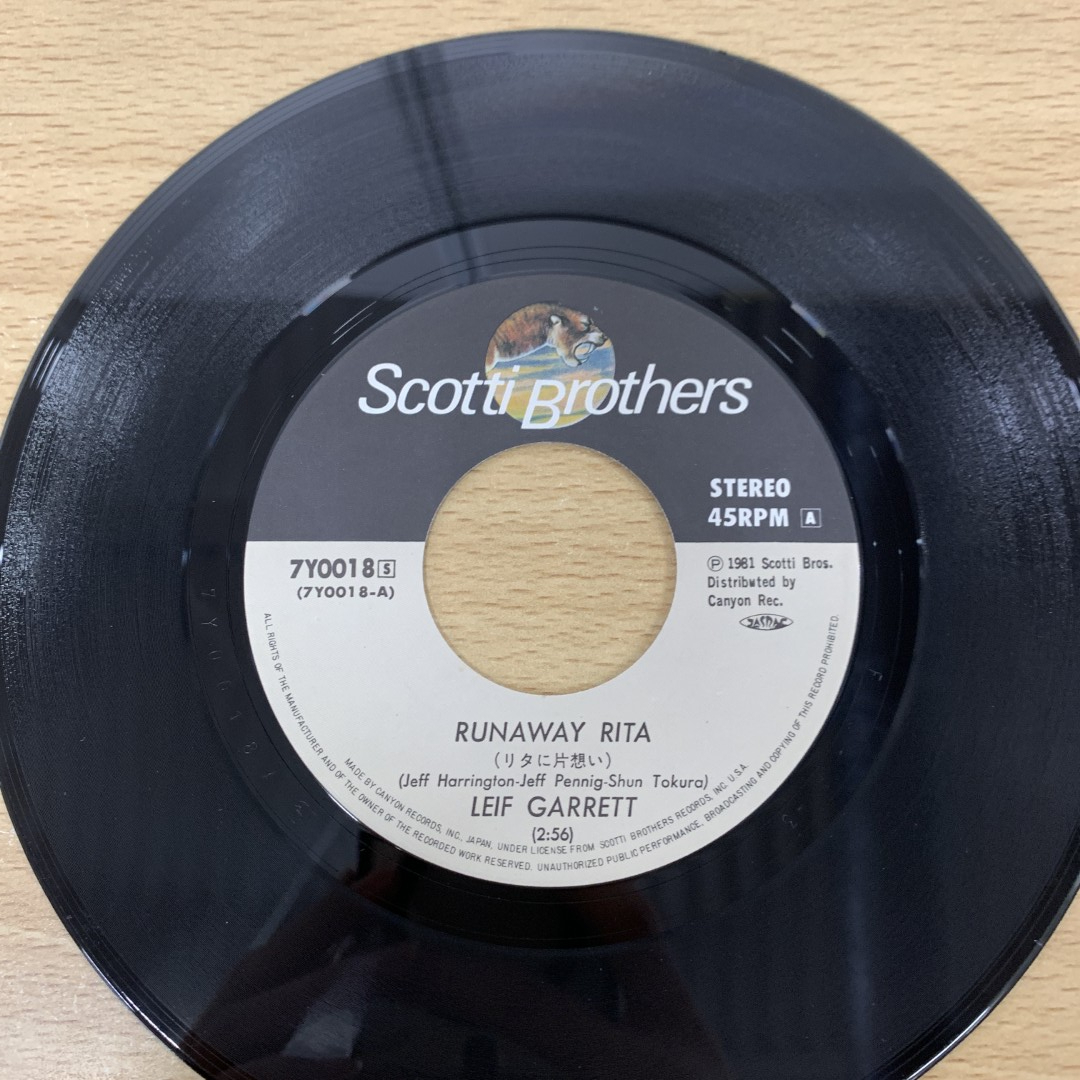 Scotti Brothers
STEREO
45RPM A
7Y0018 S
(7Y0018-A)
Ⓟ 1981 Scotti Bros.
Distributed by
Canyon Rec.
JASRAC
RUNAWAY RITA
(リタに片想い)
(Jeff Harrington-Jeff Pennig-Shun Tokura)
LEIF GARRETT
(2:56)
MADE BY CANYON RECORDS, INC., JAPAN, UNDER LICENSE FROM SCOTTI BROTHERS RECORDS, INC. U.S.A.
ALL RIGHTS OF THE MANUFACTURER AND OF THE OWNER OF THE RECORDED WORK RESERVED. UNAUTHORIZED PUBLIC PERFORMANCE, BROADCASTING AND COPYING OF THIS RECORD PROHIBITED.